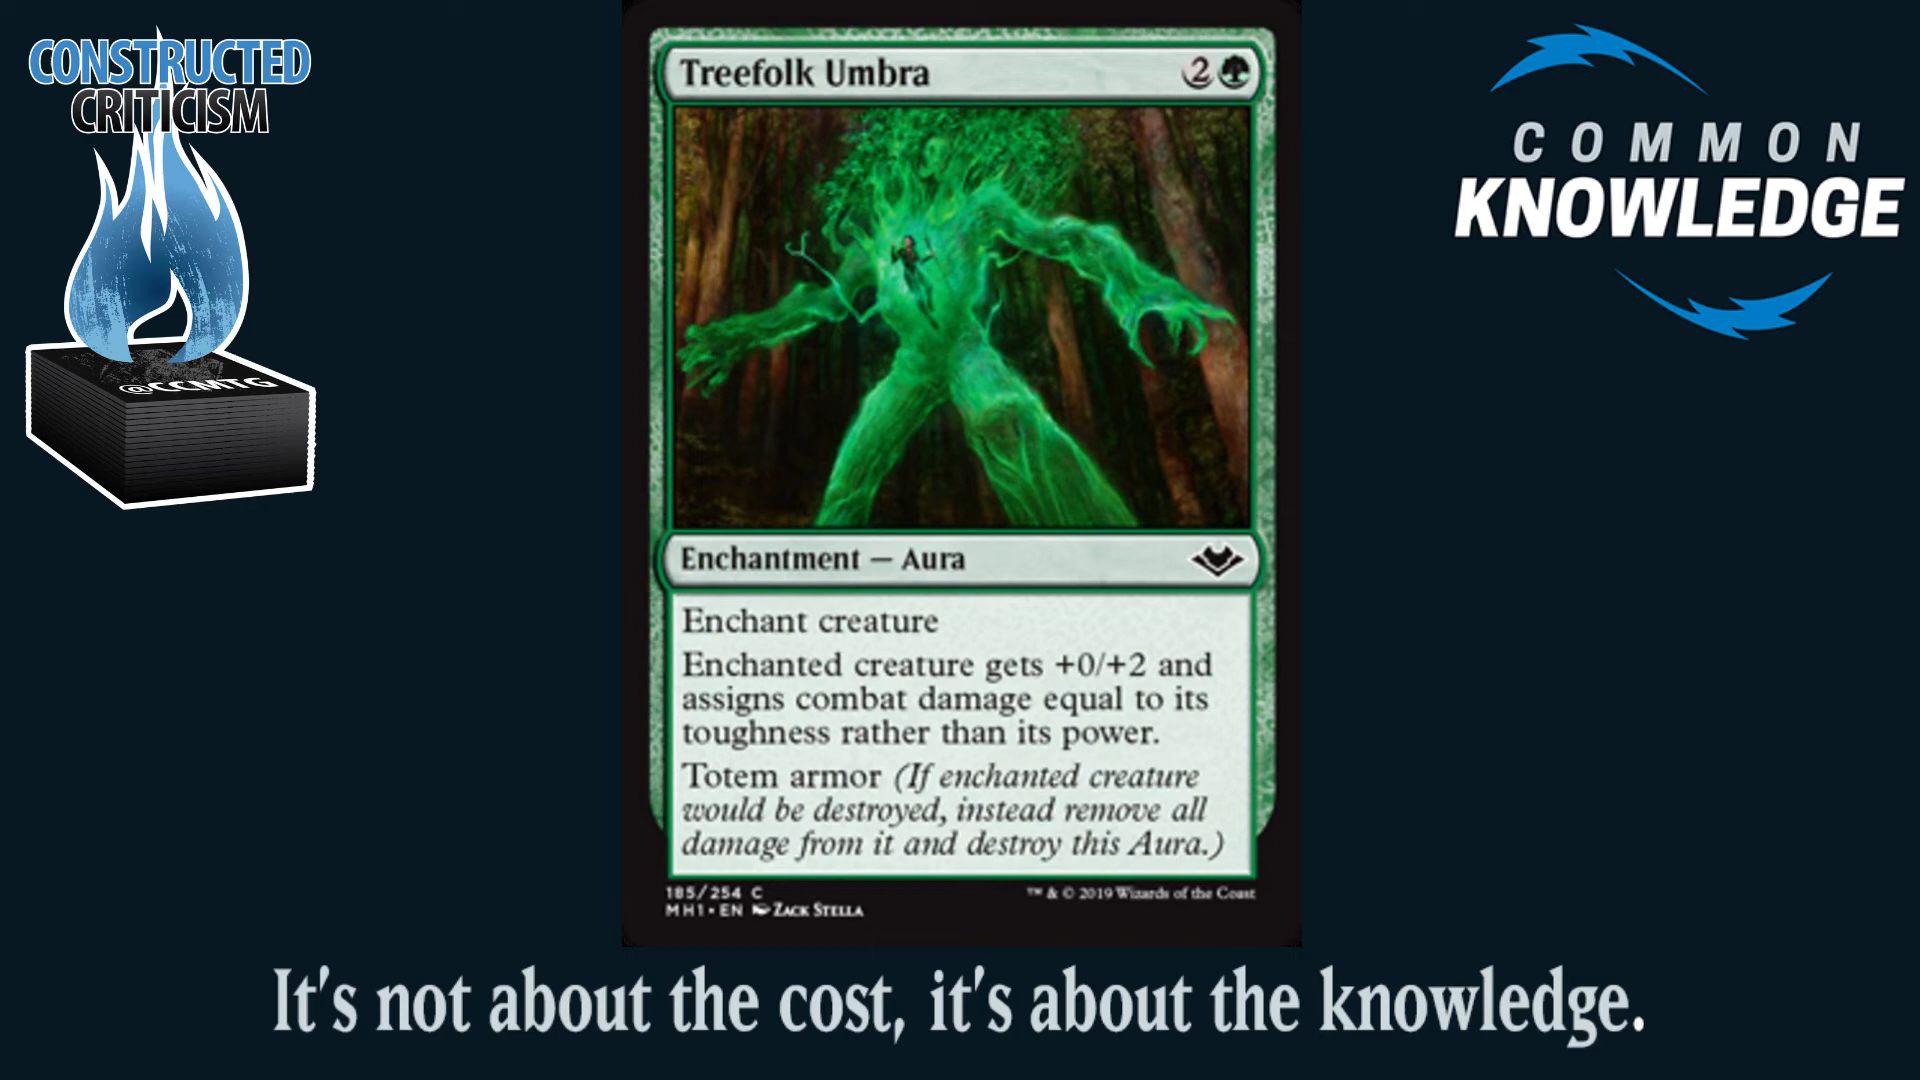 CONSTRUCTED
CRITICISM
@CCMTG
Treefolk Umbra 2
COMMON
KNOWLEDGE
Enchantment — Aura
Enchant creature
Enchanted creature gets +0/+2 and
assigns combat damage equal to its
toughness rather than its power.
Totem armor (If enchanted creature
would be destroyed, instead remove all
damage from it and destroy this Aura.)
185/254 C
MH1 • EN ZACK STELLA
™ & © 2019 Wizards of the Coast
It's not about the cost, it's about the knowledge.